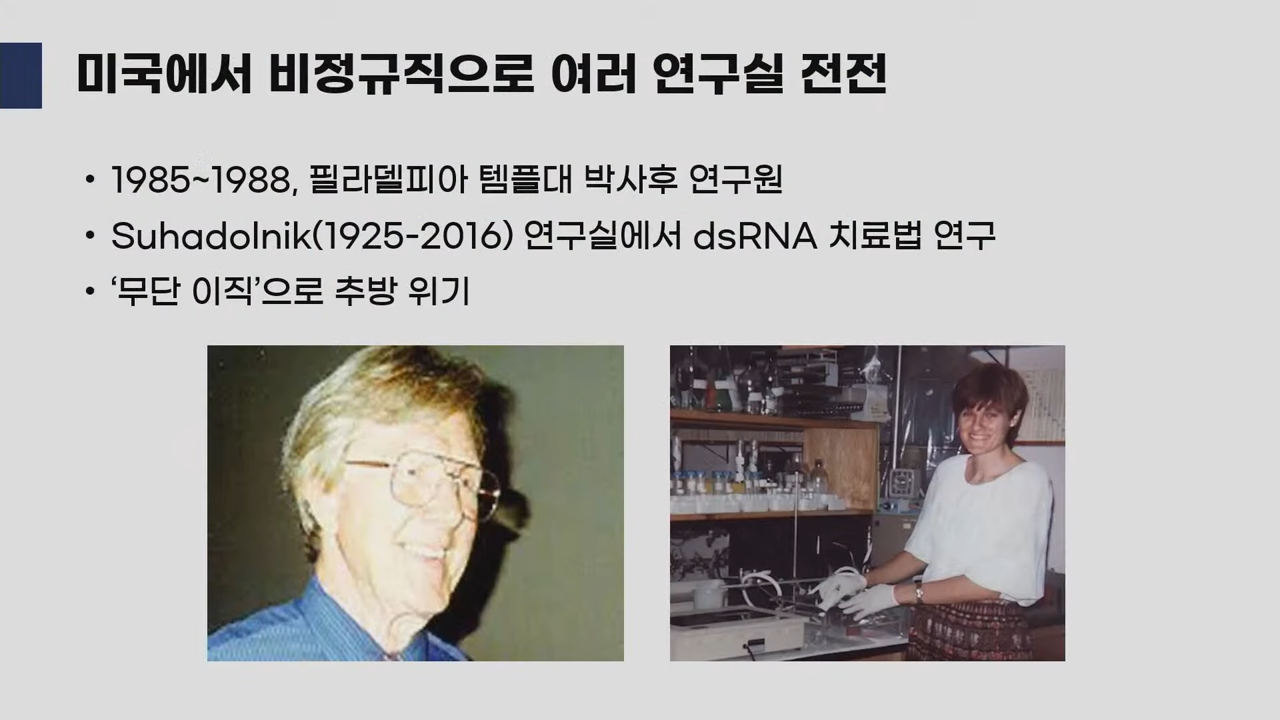 미국에서 비정규직으로 여러 연구실 전전
• 1985~1988, 필라델피아 템플대 박사후 연구원
• Suhadolnik(1925-2016) 연구실에서 dsRNA 치료법 연구
• ‘무단 이직’으로 추방 위기